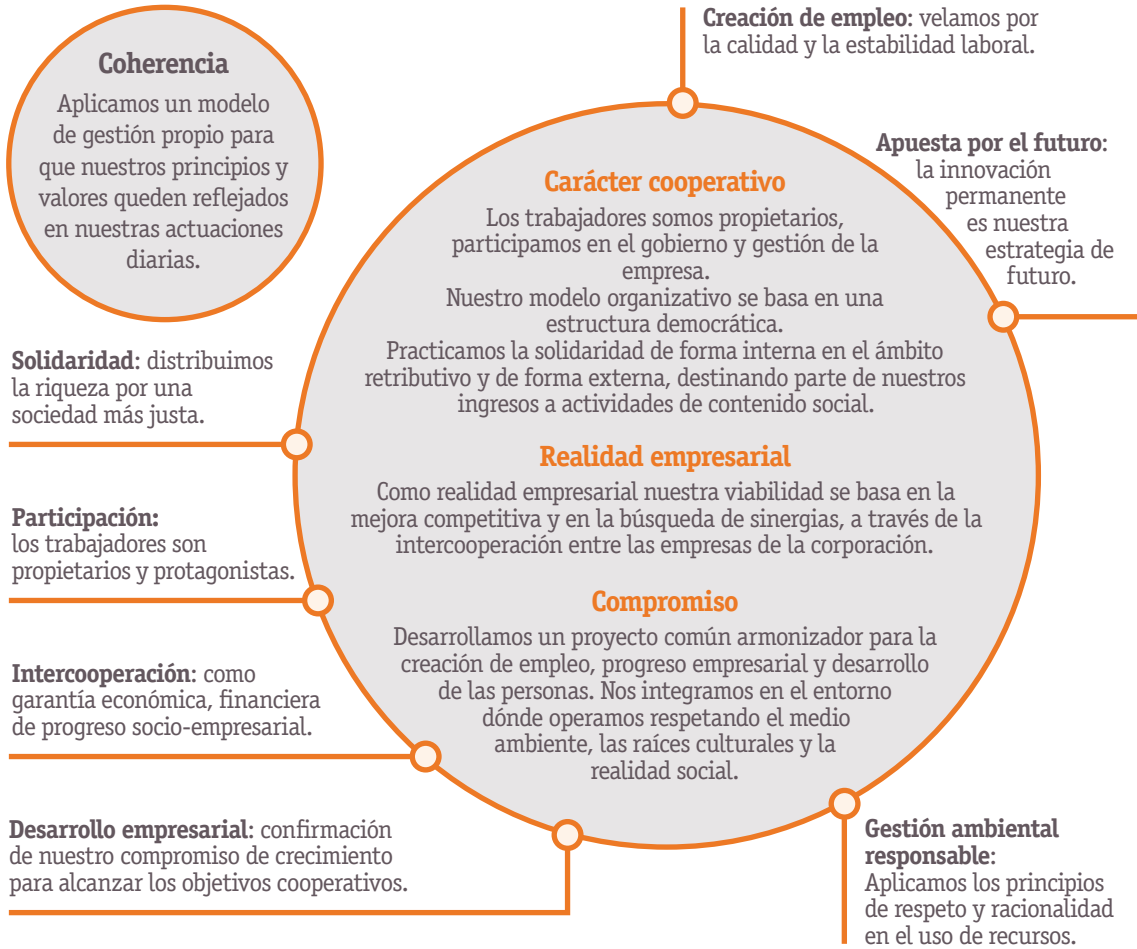 Creación de empleo: velamos por
la calidad y la estabilidad laboral.
Coherencia
Aplicamos un modelo
de gestión propio para
que nuestros principios y
valores queden reflejados
en nuestras actuaciones
diarias.
Apuesta por el futuro:
la innovación
permanente
es nuestra
estrategia de
futuro.
Carácter cooperativo
Los trabajadores somos propietarios,
participamos en el gobierno y gestión de la
empresa.
Nuestro modelo organizativo se basa en una
estructura democrática.
Practicamos la solidaridad de forma interna en el ámbito
retributivo y de forma externa, destinando parte de nuestros
ingresos a actividades de contenido social.
Realidad empresarial
Como realidad empresarial nuestra viabilidad se basa en la
mejora competitiva y en la búsqueda de sinergias, a través de la
intercooperación entre las empresas de la corporación.
Compromiso
Desarrollamos un proyecto común armonizador para la
creación de empleo, progreso empresarial y desarrollo
de las personas. Nos integramos en el entorno
dónde operamos respetando el medio
ambiente, las raíces culturales y la
realidad social.
Solidaridad: distribuimos
la riqueza por una
sociedad más justa.
Participación:
los trabajadores son
propietarios y protagonistas.
Intercooperación: como
garantía económica, financiera
de progreso socio-empresarial.
Desarrollo empresarial: confirmación
de nuestro compromiso de crecimiento
para alcanzar los objetivos cooperativos.
Gestión ambiental
responsable:
Aplicamos los principios
de respeto y racionalidad
en el uso de recursos.